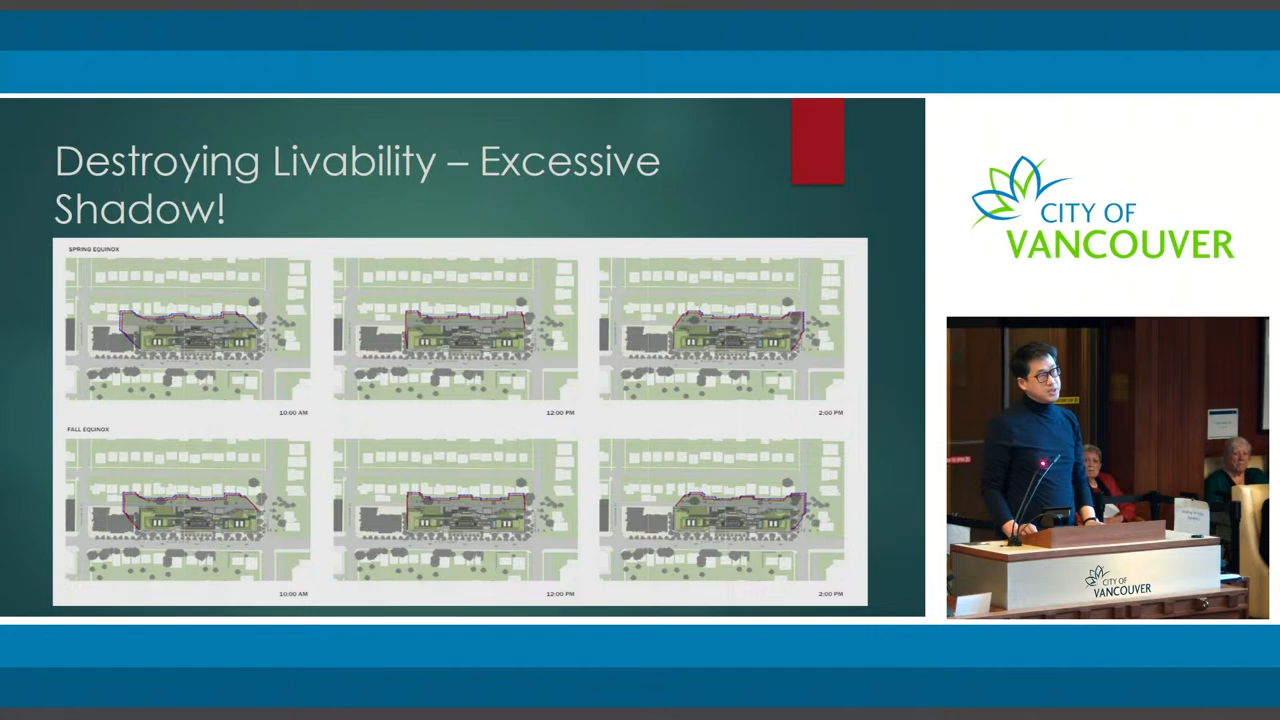 Destroying Livability – Excessive
Shadow!
SPRING EQUINOX
10:00 AM
12:00 PM
2:00 PM
FALL EQUINOX
10:00 AM
12:00 PM
2:00 PM
CITY OF
VANCOUVER
CITY OF
VANCOUVER